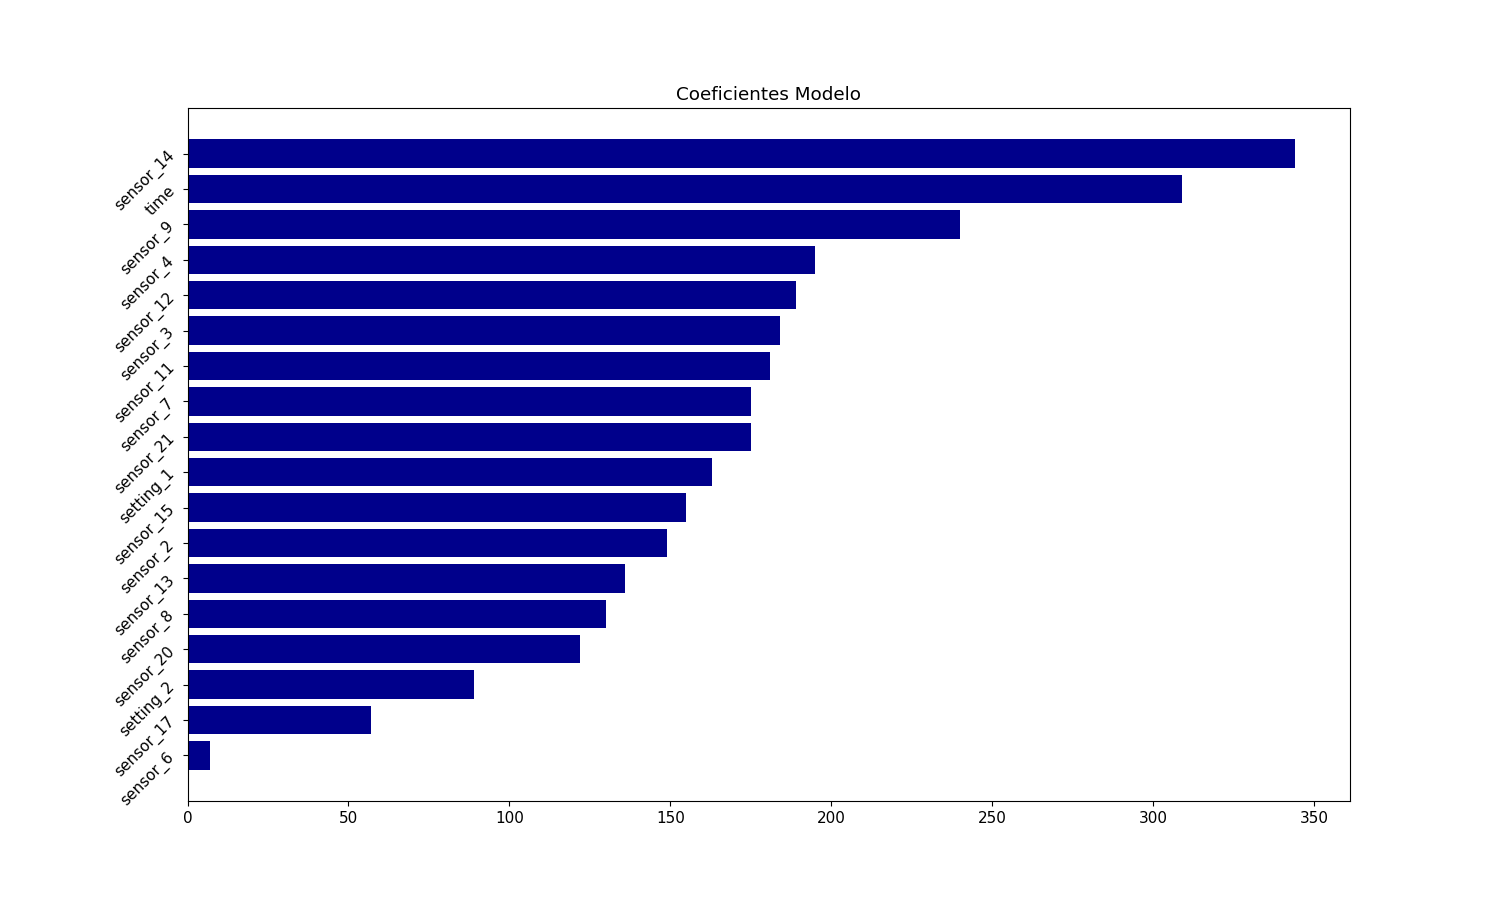 Coeficientes Modelo
sensor_14
time
sensor_9
sensor_4
sensor_12
sensor_3
sensor_11
sensor_7
sensor_21
setting_1
sensor_15
sensor_2
sensor_13
sensor_8
sensor_20
setting_2
sensor_17
sensor_6
0 50 100 150 200 250 300 350